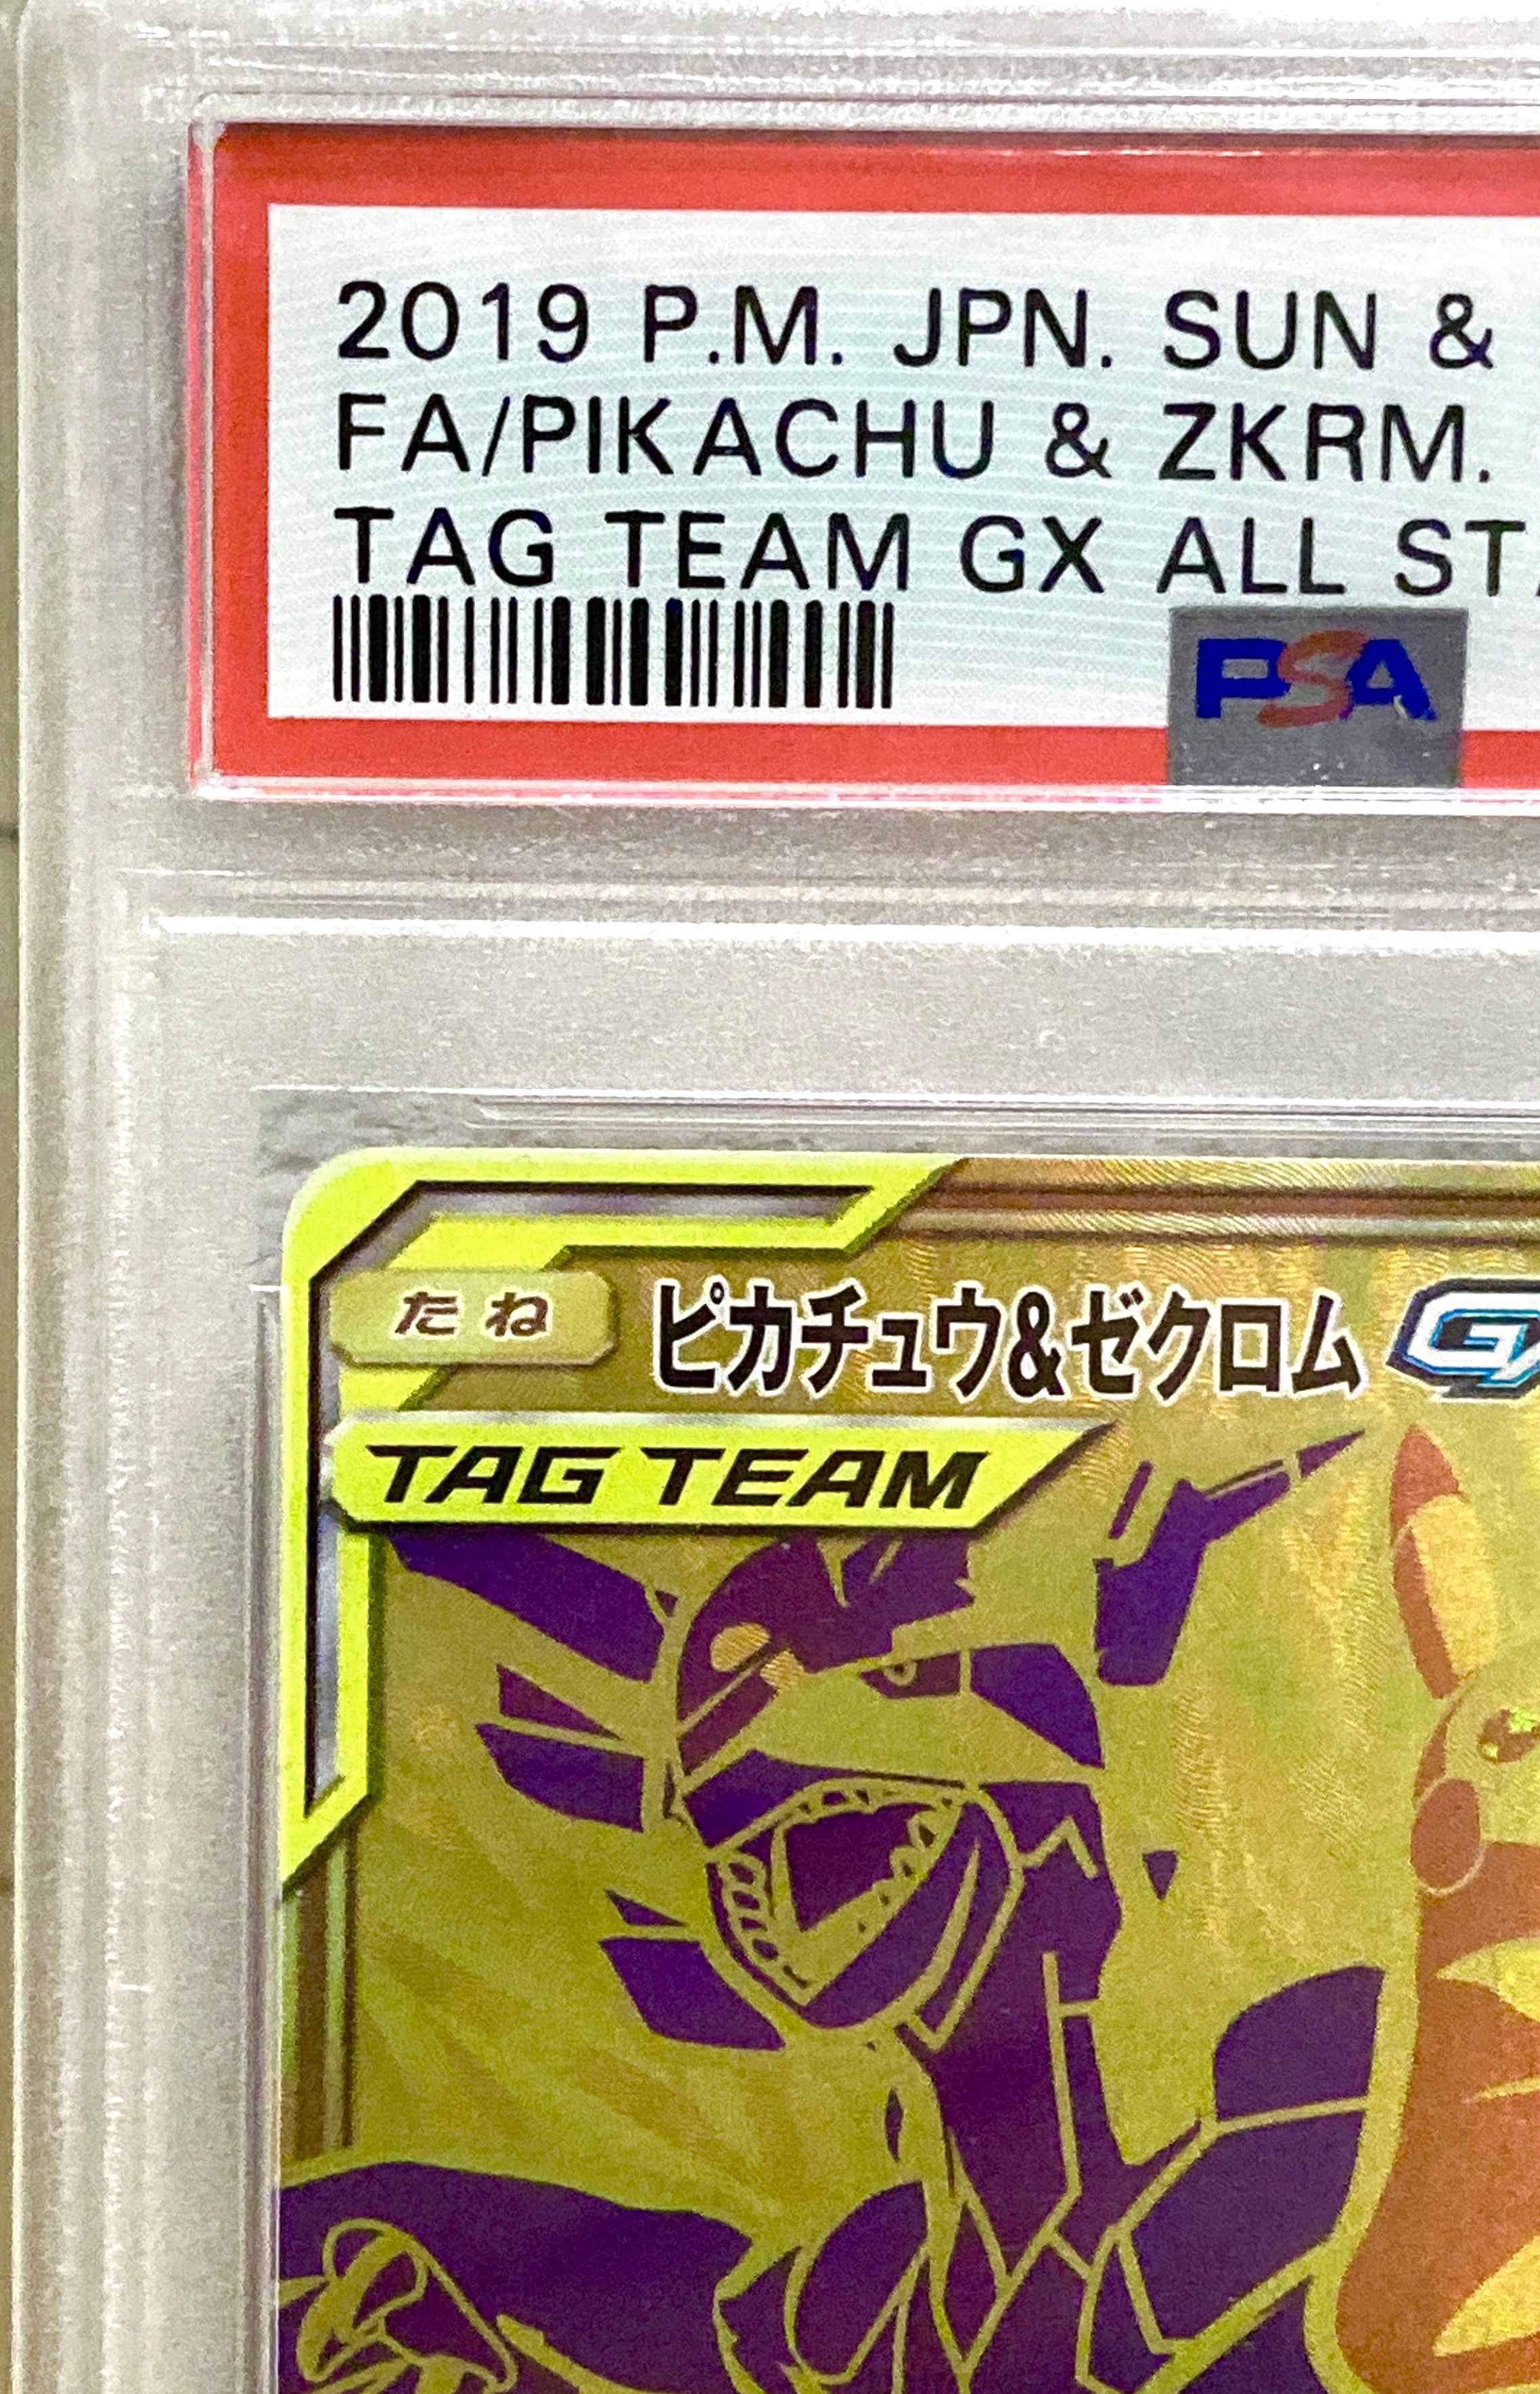 2019 P.M. JPN. SUN &
FA/PIKACHU & ZKRM.
TAG TEAM GX ALL ST
PSA
たね ピカチュウ&ゼクロム GX
TAG TEAM